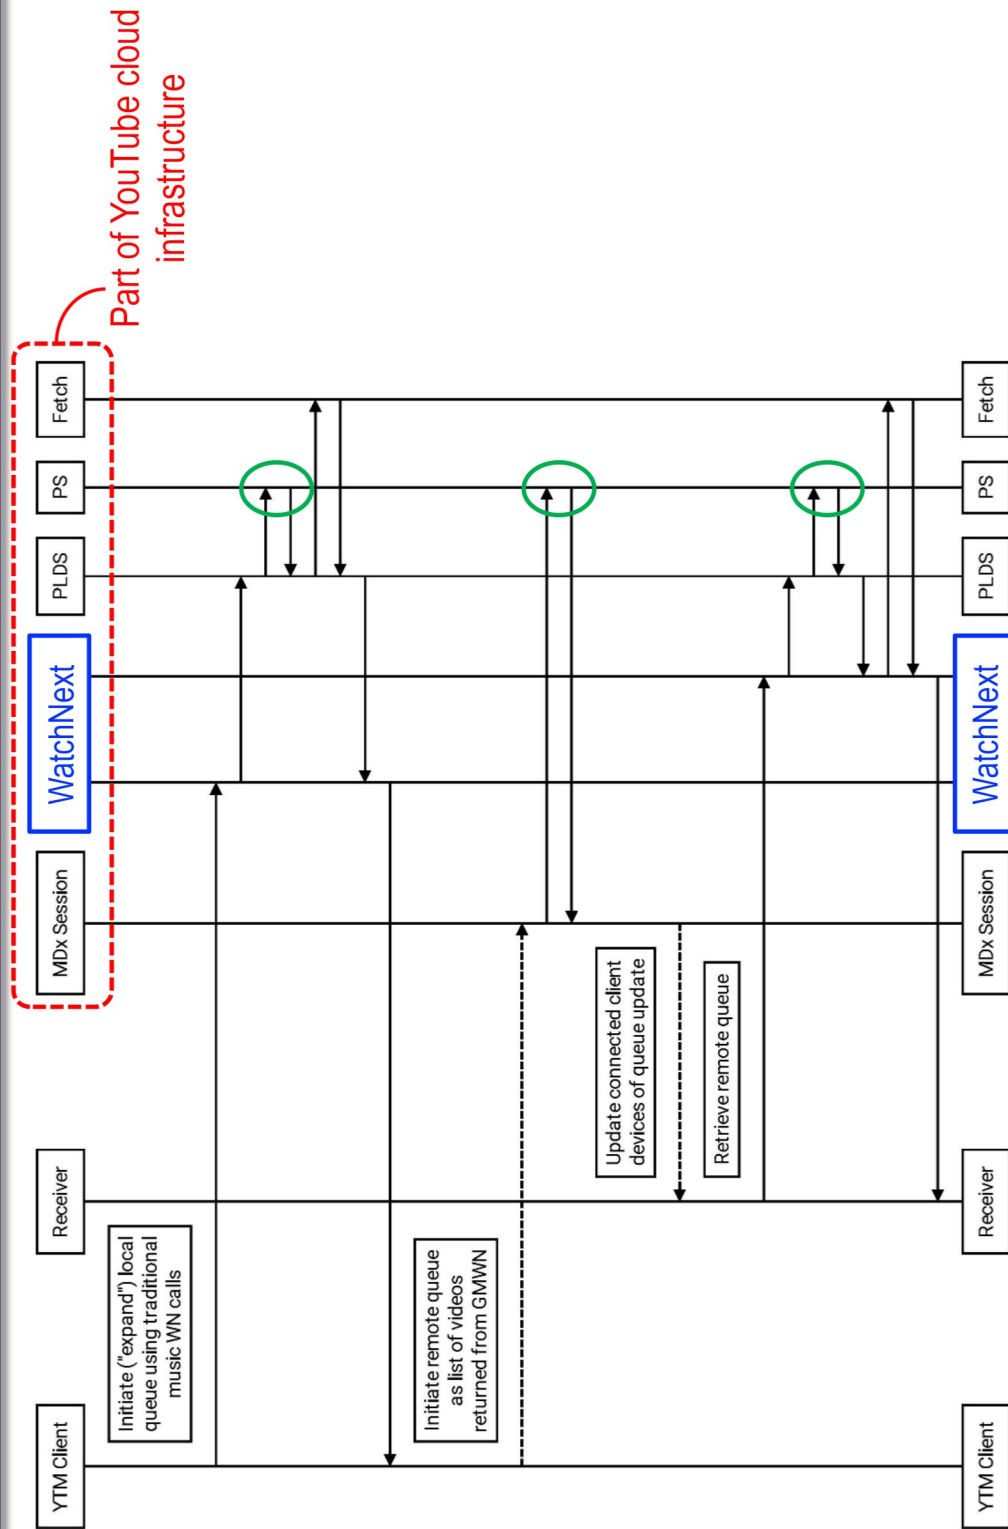 Part of YouTube cloud
infrastructure
YTM Client
Receiver
MDx Session
WatchNext
PLDS
PS
Fetch
Initiate ("expand") local
queue using traditional
music WN calls
Initiate remote queue
as list of videos
returned from GMWN
Update connected client
devices of queue update
Retrieve remote queue
YTM Client
Receiver
MDx Session
WatchNext
PLDS
PS
Fetch